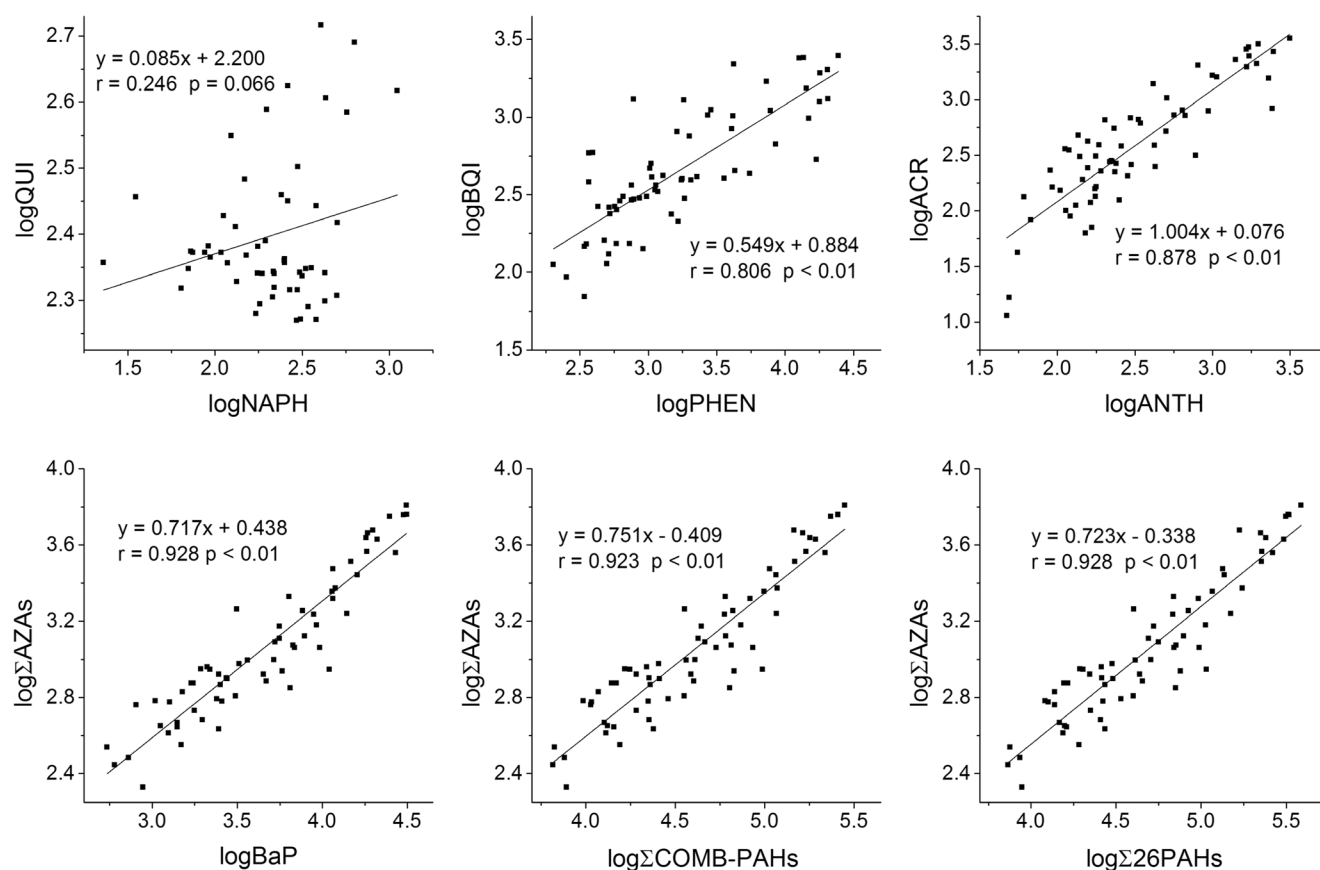 2.7
2.6
2.5
2.4
2.3
logQUI
y = 0.085x + 2.200
r = 0.246 p = 0.066
1.5 2.0 2.5 3.0
logNAPH
3.5
3.0
2.5
2.0
1.5
logBQI
y = 0.549x + 0.884
r = 0.806 p < 0.01
2.5 3.0 3.5 4.0 4.5
logPHEN
3.5
3.0
2.5
2.0
1.5
1.0
logACR
y = 1.004x + 0.076
r = 0.878 p < 0.01
1.5 2.0 2.5 3.0 3.5
logANTH
4.0
3.6
3.2
2.8
2.4
logΣAZAs
y = 0.717x + 0.438
r = 0.928 p < 0.01
3.0 3.5 4.0 4.5
logBaP
4.0
3.6
3.2
2.8
2.4
logΣAZAs
y = 0.751x - 0.409
r = 0.923 p < 0.01
4.0 4.5 5.0 5.5
logΣCOMB-PAHs
4.0
3.6
3.2
2.8
2.4
logΣAZAs
y = 0.723x - 0.338
r = 0.928 p < 0.01
4.0 4.5 5.0 5.5
logΣ26PAHs